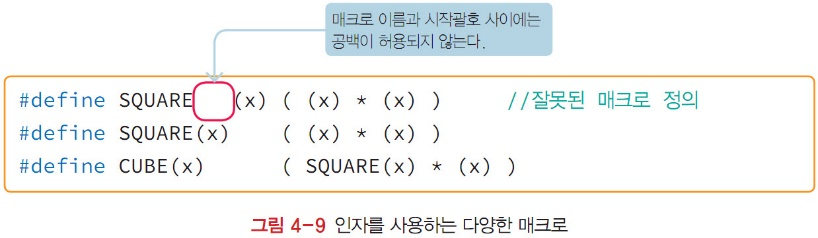 매크로 이름과 시작괄호 사이에는
공백이 허용되지 않는다.
#define SQUARE   (x) ( (x) * (x) )     //잘못된 매크로 정의
#define SQUARE(x)    ( (x) * (x) )
#define CUBE(x)      ( SQUARE(x) * (x) )
그림 4-9 인자를 사용하는 다양한 매크로